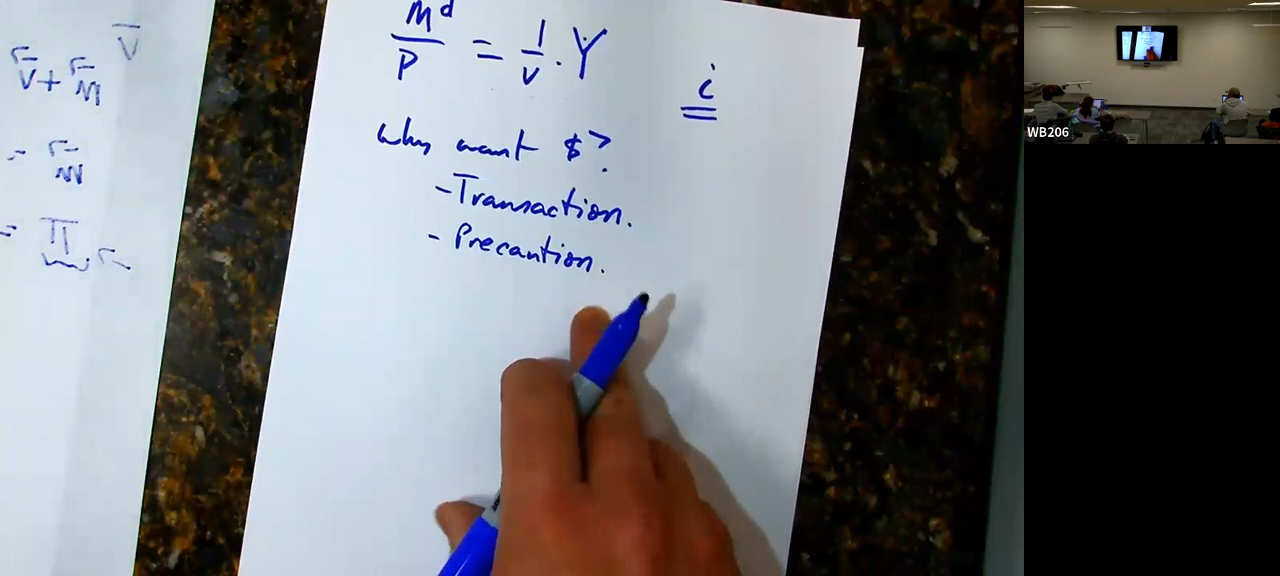 V̄
V + M
= M
= π
M^d/P = 1/V · Y
i
why want $?
- Transaction.
- Precaution.
WB206